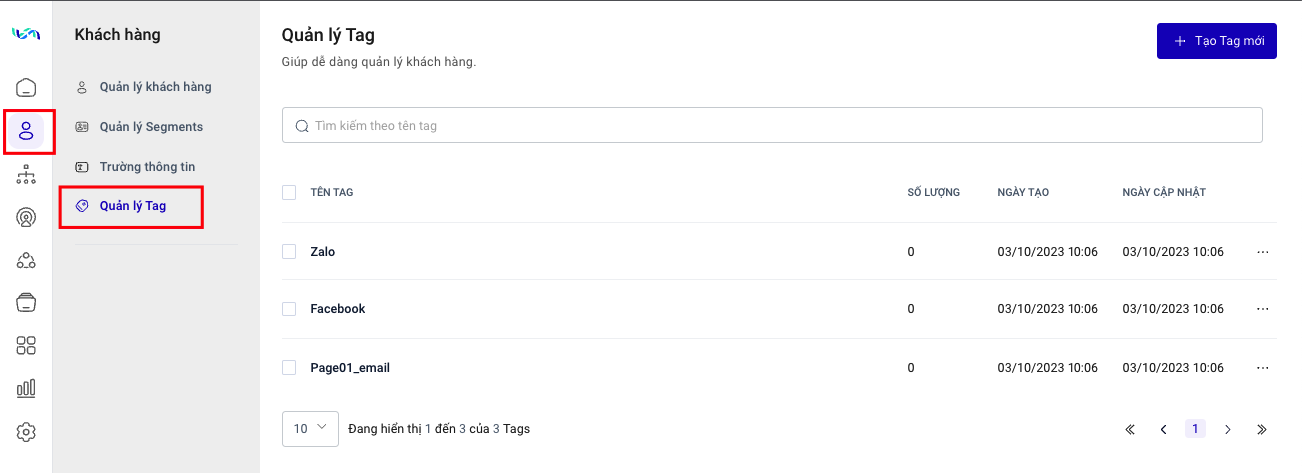 Khách hàng
Quản lý khách hàng
Quản lý Segments
Trường thông tin
Quản lý Tag
Quản lý Tag
Giúp dễ dàng quản lý khách hàng.
Tạo Tag mới
Tìm kiếm theo tên tag
TÊN TAG SỐ LƯỢNG NGÀY TẠO NGÀY CẬP NHẬT
Zalo 0 03/10/2023 10:06 03/10/2023 10:06
Facebook 0 03/10/2023 10:06 03/10/2023 10:06
Page01_email 0 03/10/2023 10:06 03/10/2023 10:06
10 Đang hiển thị 1 đến 3 của 3 Tags 1